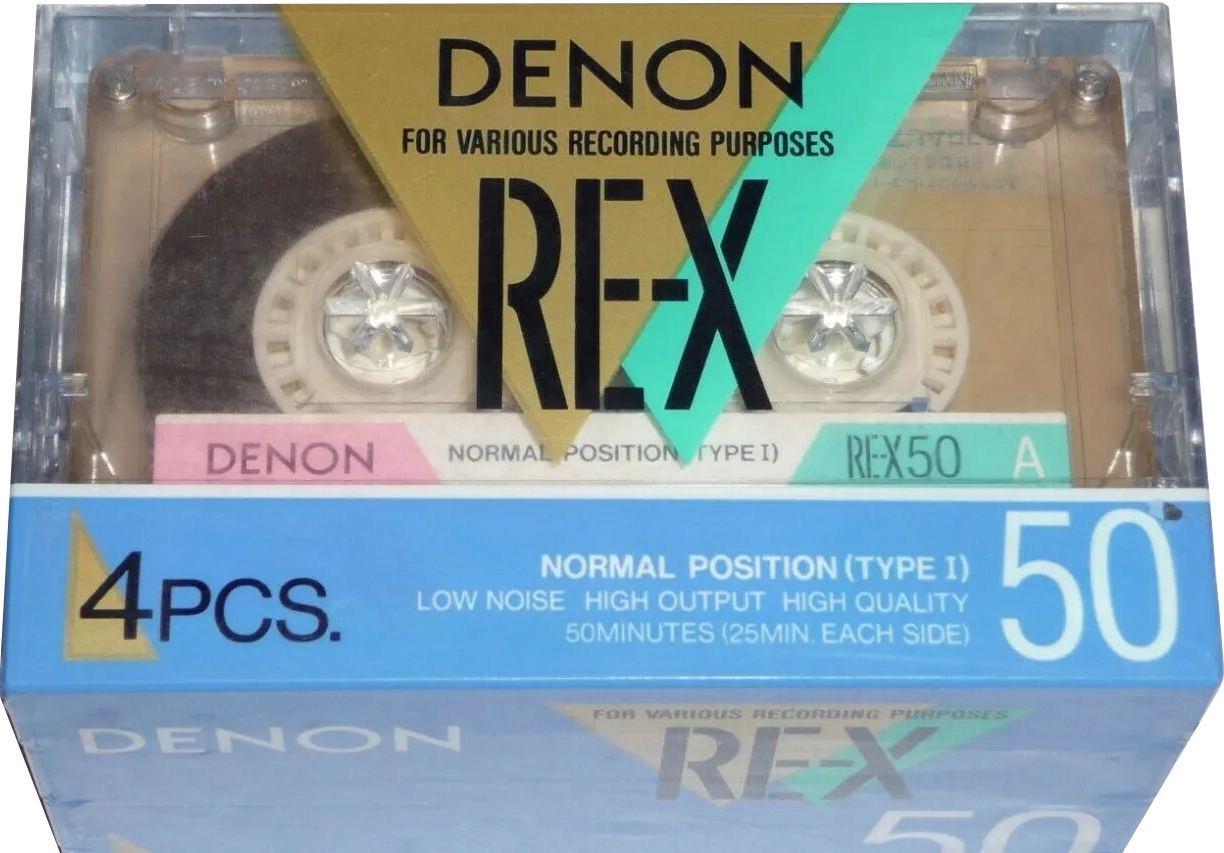 DENON
FOR VARIOUS RECORDING PURPOSES
RE-X
DENON NORMAL POSITION (TYPE I) RE-X50 A
4PCS.
NORMAL POSITION (TYPE I)
LOW NOISE HIGH OUTPUT HIGH QUALITY
50MINUTES (25MIN. EACH SIDE)
50
DENON
FOR VARIOUS RECORDING PURPOSES
RE-X
50